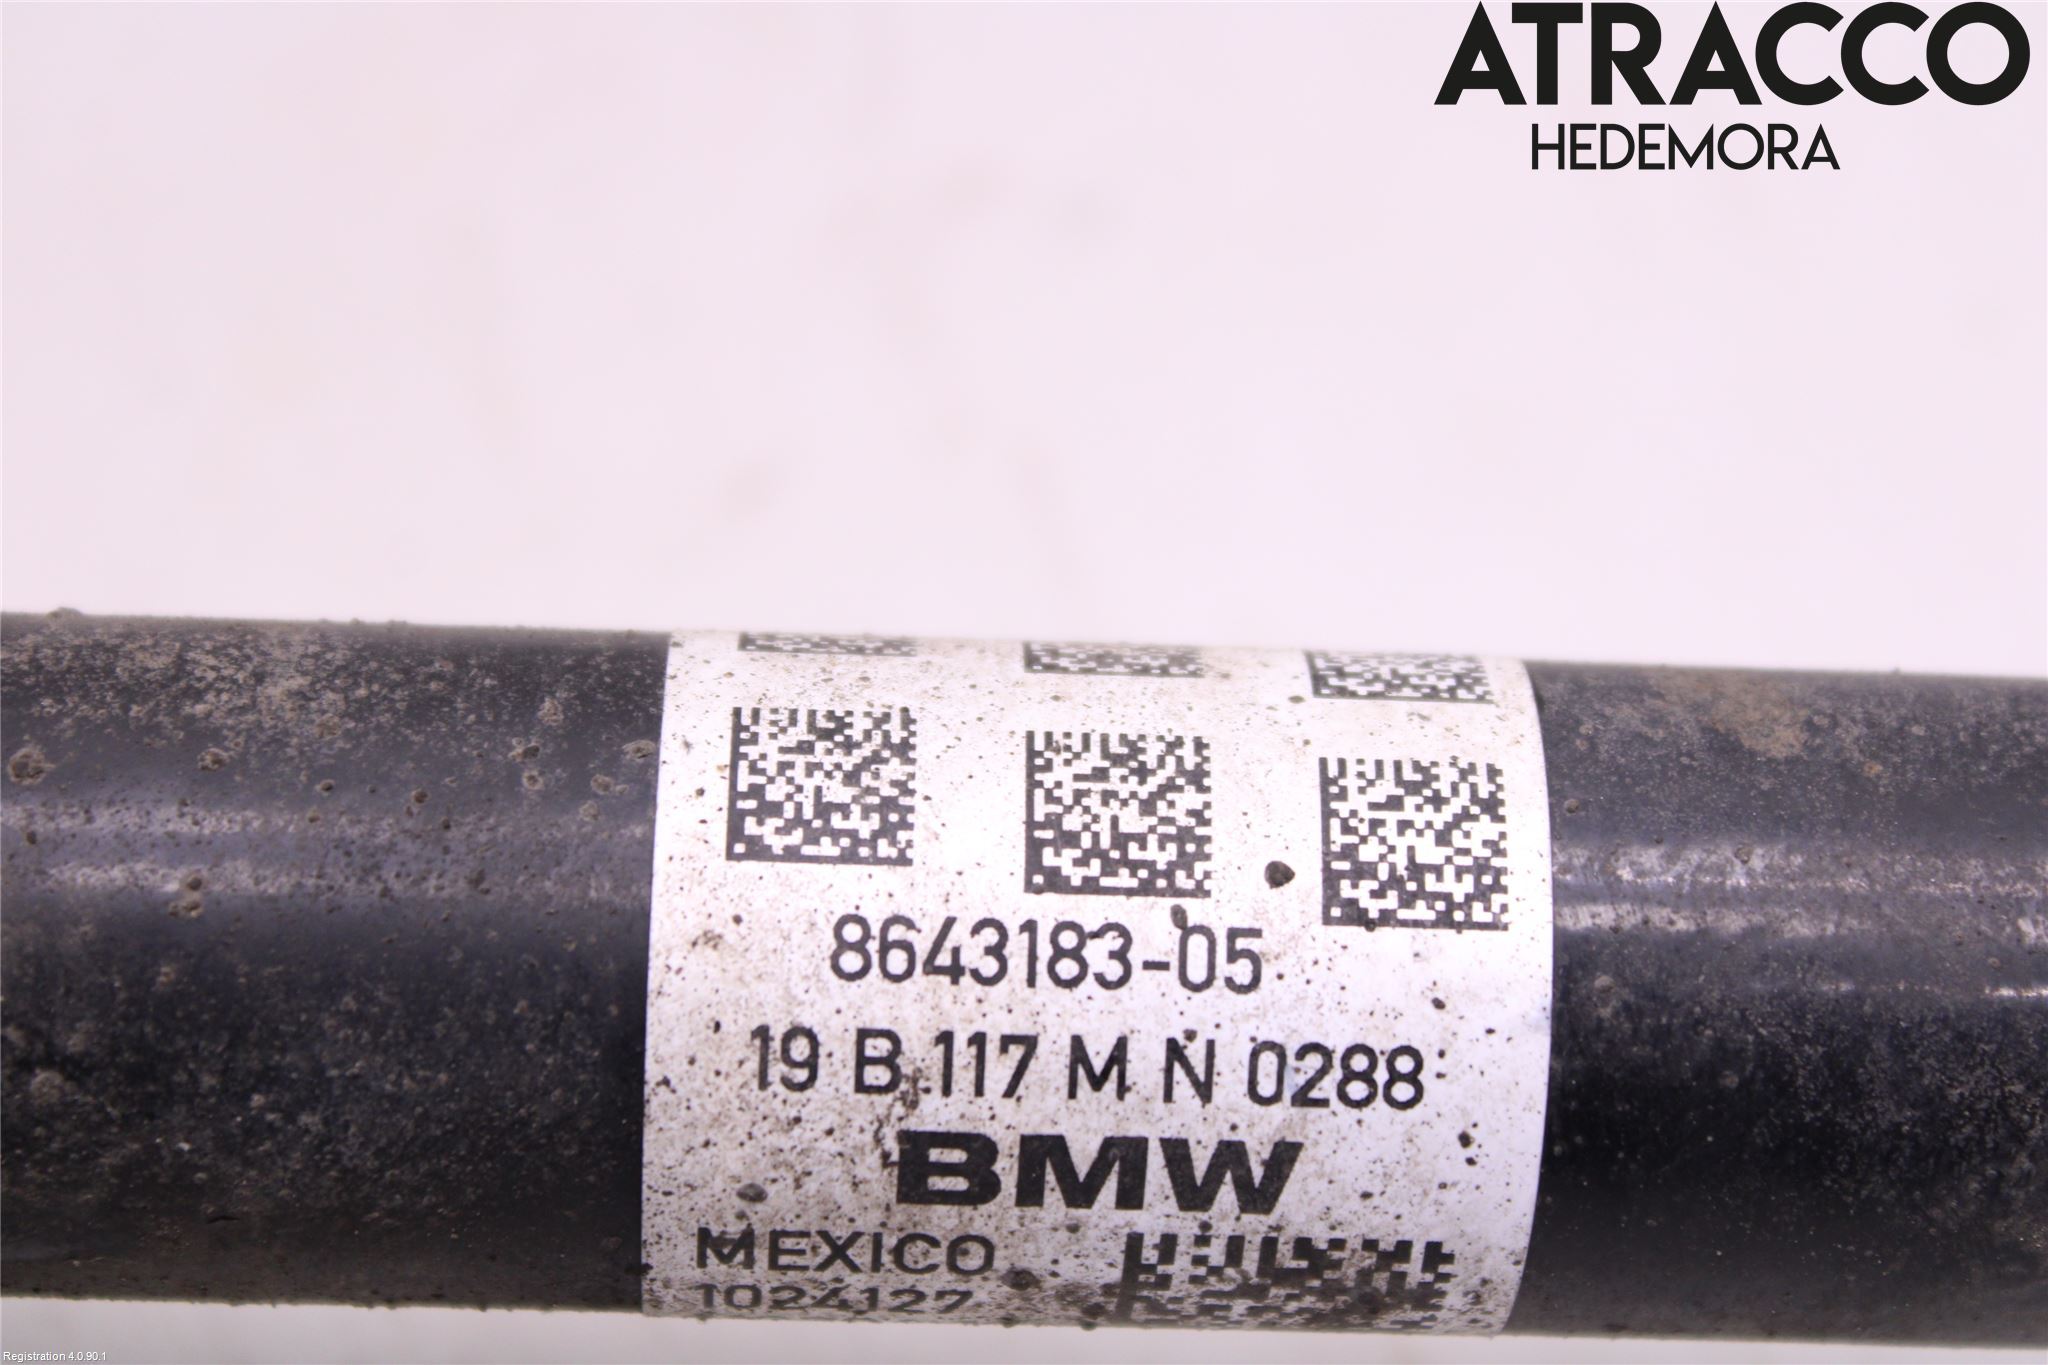 ATRACCO
HEDEMORA
8643183-05
19 B 117 M N 0288
BMW
MEXICO
1024127
Registration 4.0.90.1